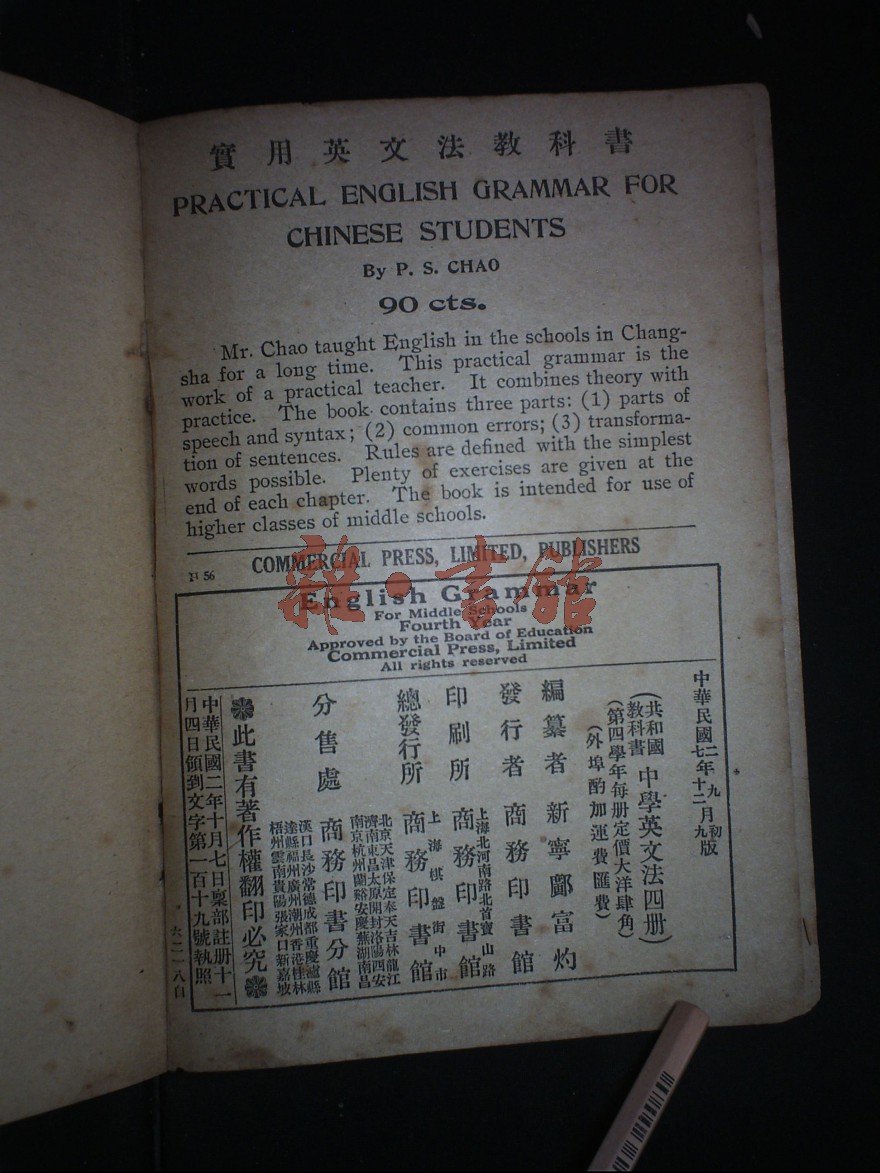 實用英文法教科書
PRACTICAL ENGLISH GRAMMAR FOR
CHINESE STUDENTS
By P. S. CHAO
90 cts.
Mr. Chao taught English in the schools in Chang-
sha for a long time. This practical grammar is the
work of a practical teacher. It combines theory with
practice. The book contains three parts: (1) parts of
speech and syntax; (2) common errors; (3) transforma-
tion of sentences. Rules are defined with the simplest
words possible. Plenty of exercises are given at the
end of each chapter. The book is intended for use of
higher classes of middle schools.
COMMERCIAL PRESS, LIMITED, PUBLISHERS
雜·書館
English Grammar
For Middle Schools
Fourth Year
Approved by the Board of Education
Commercial Press, Limited
All rights reserved
中華民國二年九月初版
(共和國教科書 中學英文法四册)
(第四學年每册定價大洋肆角)
(外埠酌加運費匯費)
編纂者 新寧鄺富灼
發行者 商務印書館
印刷所 上海北河南路北首寶山路 商務印書館
總發行所 上海棋盤街中市 商務印書館
分售處 商務印書分館
北京天津保定奉天吉林龍江
濟南東昌太原開封洛陽西安
南京杭州蘭谿安慶蕪湖南昌
漢口長沙常德成都重慶瀘縣
達縣福州廣州潮州香港桂林
梧州雲南貴陽張家口新嘉坡
此書有著作權翻印必究
中華民國二年十月七日稟部註册十一
月四日領到文字第一百十九號執照